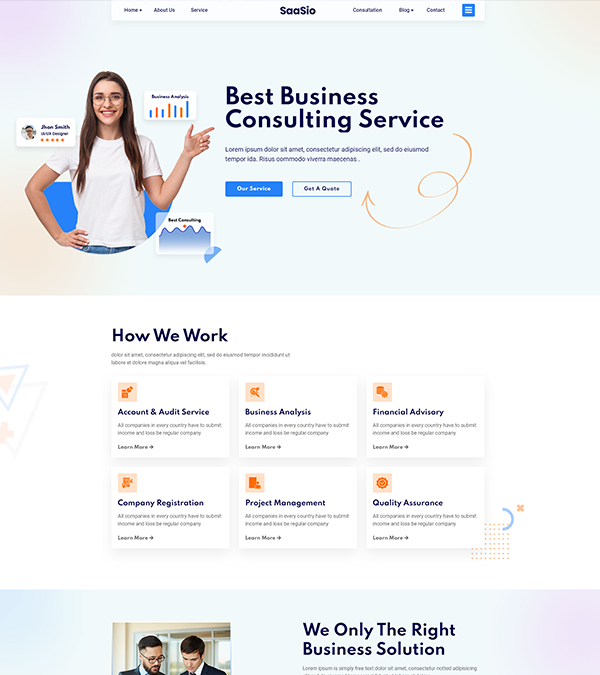 Home
About Us
Service
SaaSio
Consultation
Blog
Contact
Business Analysis
Jhon Smith
UI/UX Designer
Best Consulting
Best Business
Consulting Service
Lorem ipsum dolor sit amet, consectetur adipiscing elit, sed do eiusmod
tempor ida. Risus commodo viverra maecenas .
Our Service
Get A Quote
How We Work
dolor sit amet, consectetur adipiscing elit, sed do eiusmod tempor incididunt ut
labore et dolore magna aliqua vel facilisis.
Account & Audit Service
All companies in every country have to submit
income and loss be regular company
Learn More →
Business Analysis
All companies in every country have to submit
income and loss be regular company
Learn More →
Financial Advisory
All companies in every country have to submit
income and loss be regular company
Learn More →
Company Registration
All companies in every country have to submit
income and loss be regular company
Learn More →
Project Management
All companies in every country have to submit
income and loss be regular company
Learn More →
Quality Assurance
All companies in every country have to submit
income and loss be regular company
Learn More →
We Only The Right
Business Solution
Lorem ipsum is simply free text dolor sit amet, consectetur notted adipisicing